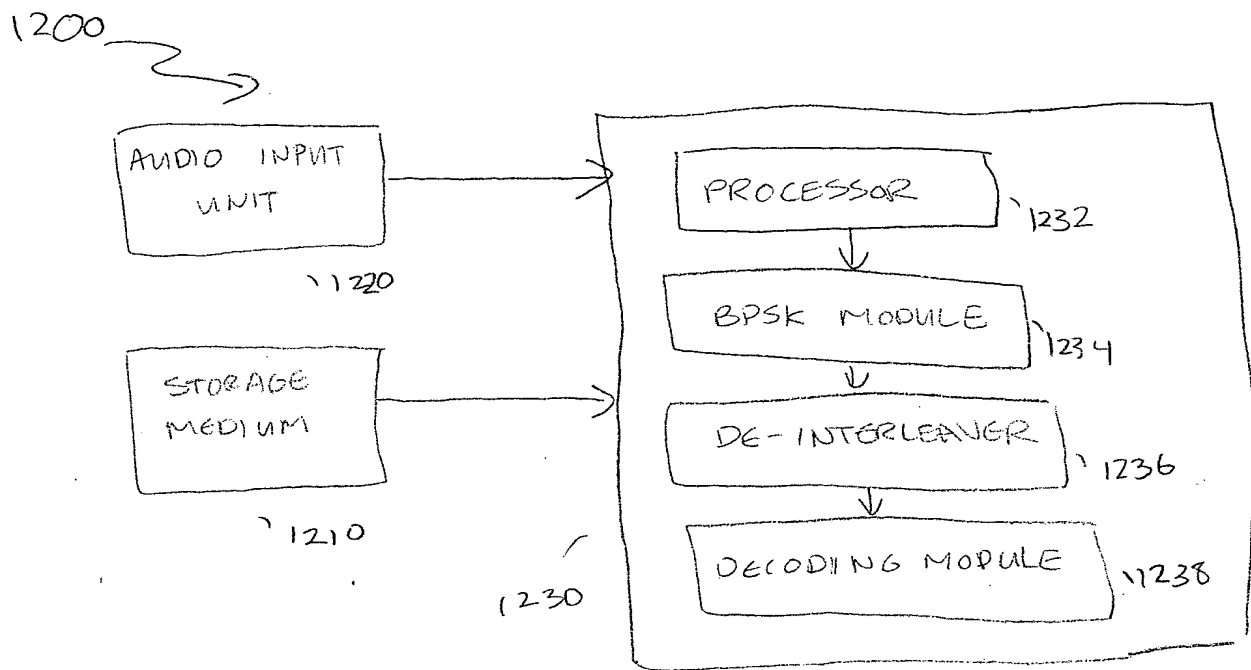 1200
AUDIO INPUT
UNIT
1220
STORAGE
MEDIUM
1210
1230
PROCESSOR
1232
BPSK MODULE
1234
DE-INTERLEAVER
1236
DECODING MODULE
1238